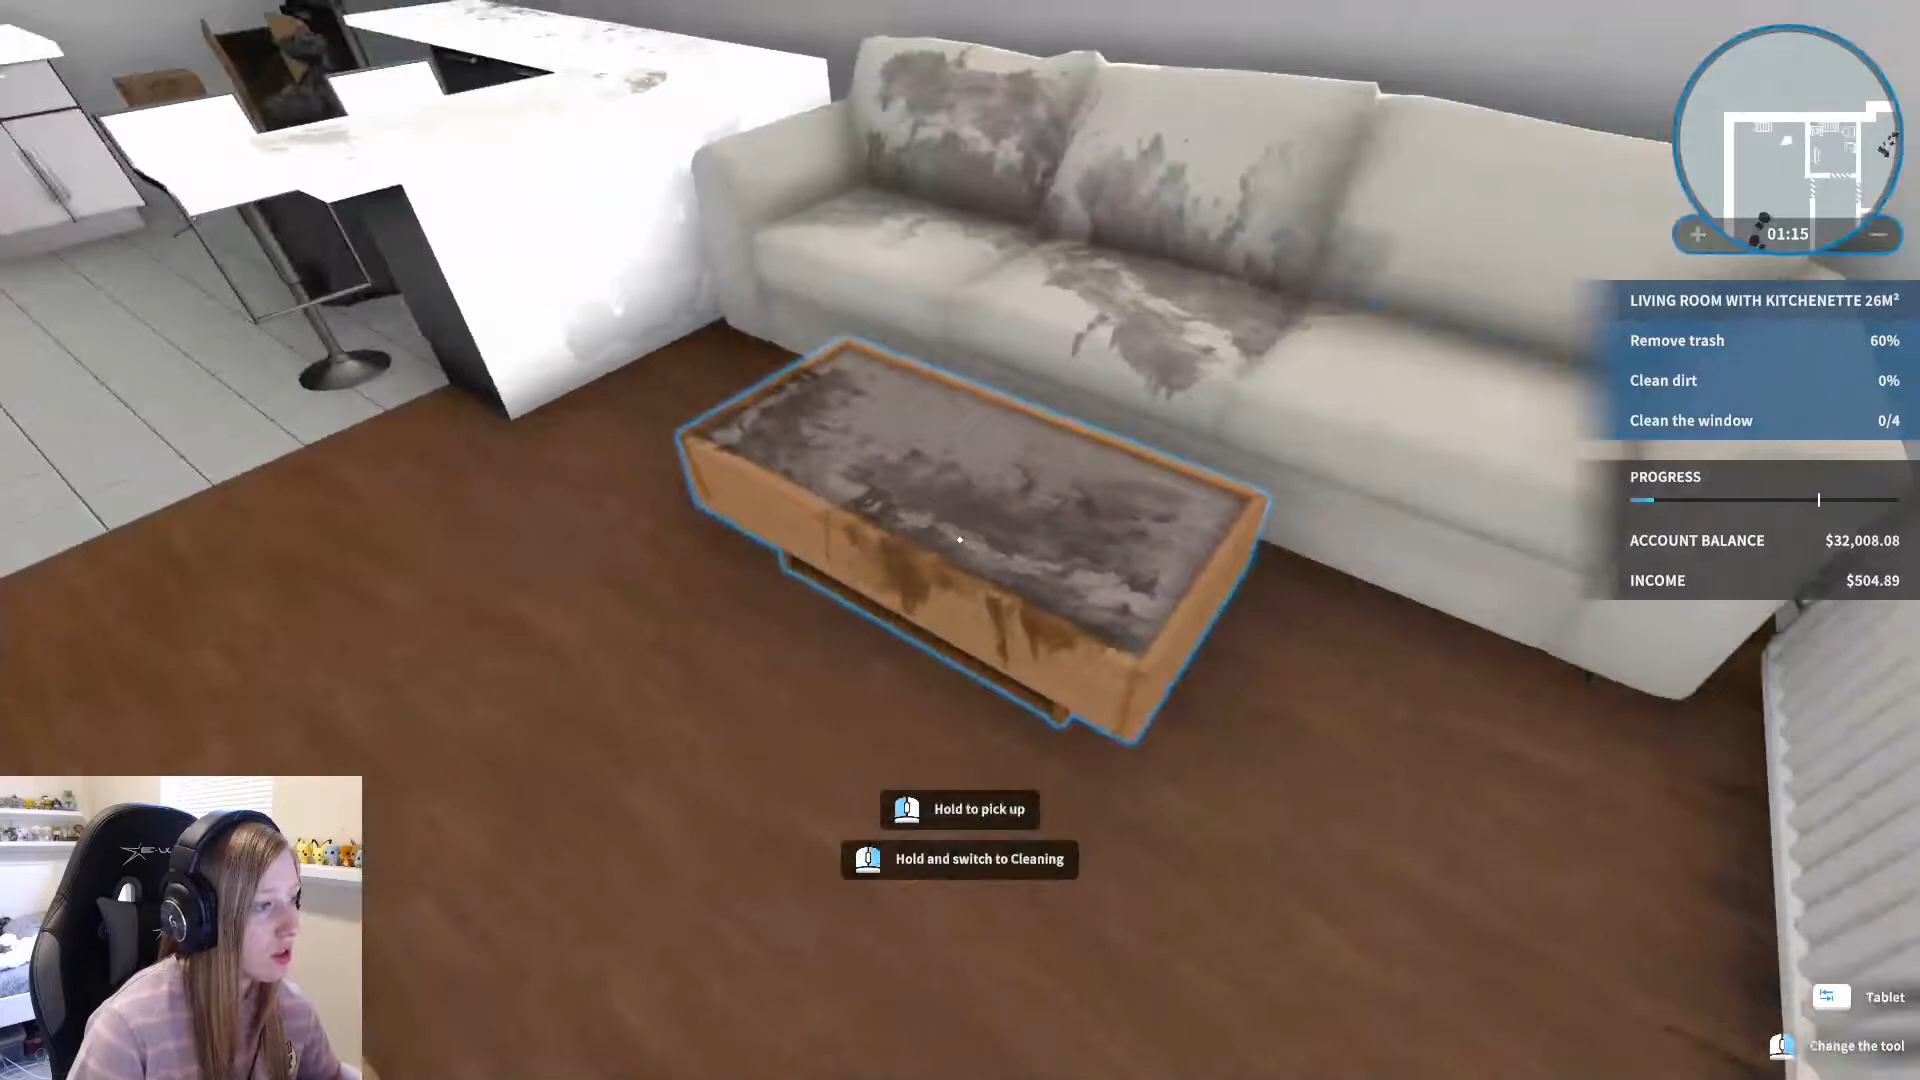 01:15
LIVING ROOM WITH KITCHENETTE 26M²
Remove trash 60%
Clean dirt 0%
Clean the window 0/4
PROGRESS
ACCOUNT BALANCE $32,008.08
INCOME $504.89
Hold to pick up
Hold and switch to Cleaning
Tablet
Change the tool